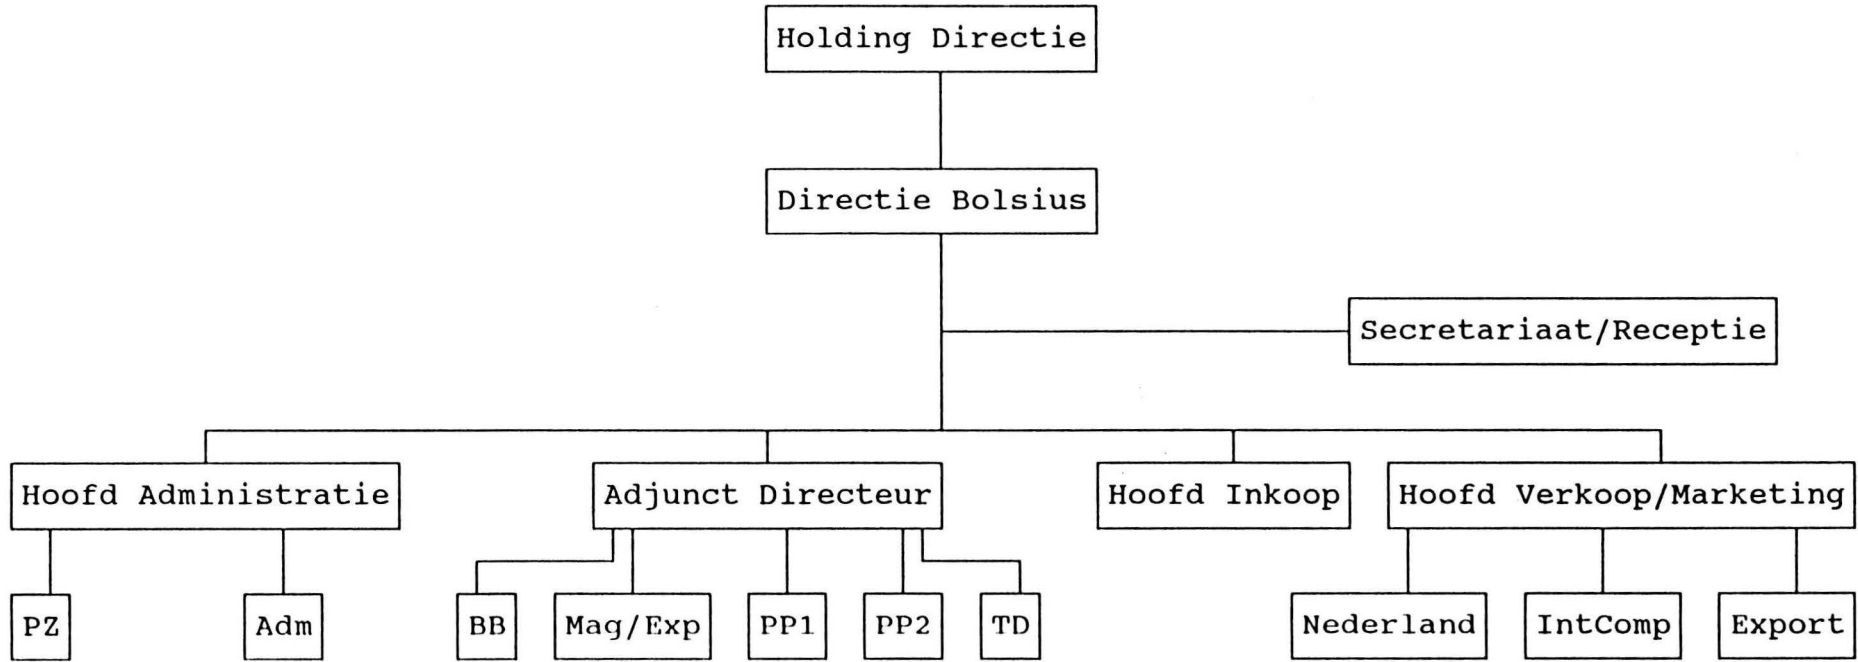 Holding Directie
Directie Bolsius
Secretariaat/Receptie
Hoofd Administratie
Adjunct Directeur
Hoofd Inkoop
Hoofd Verkoop/Marketing
PZ
Adm
BB
Mag/Exp
PP1
PP2
TD
Nederland
IntComp
Export